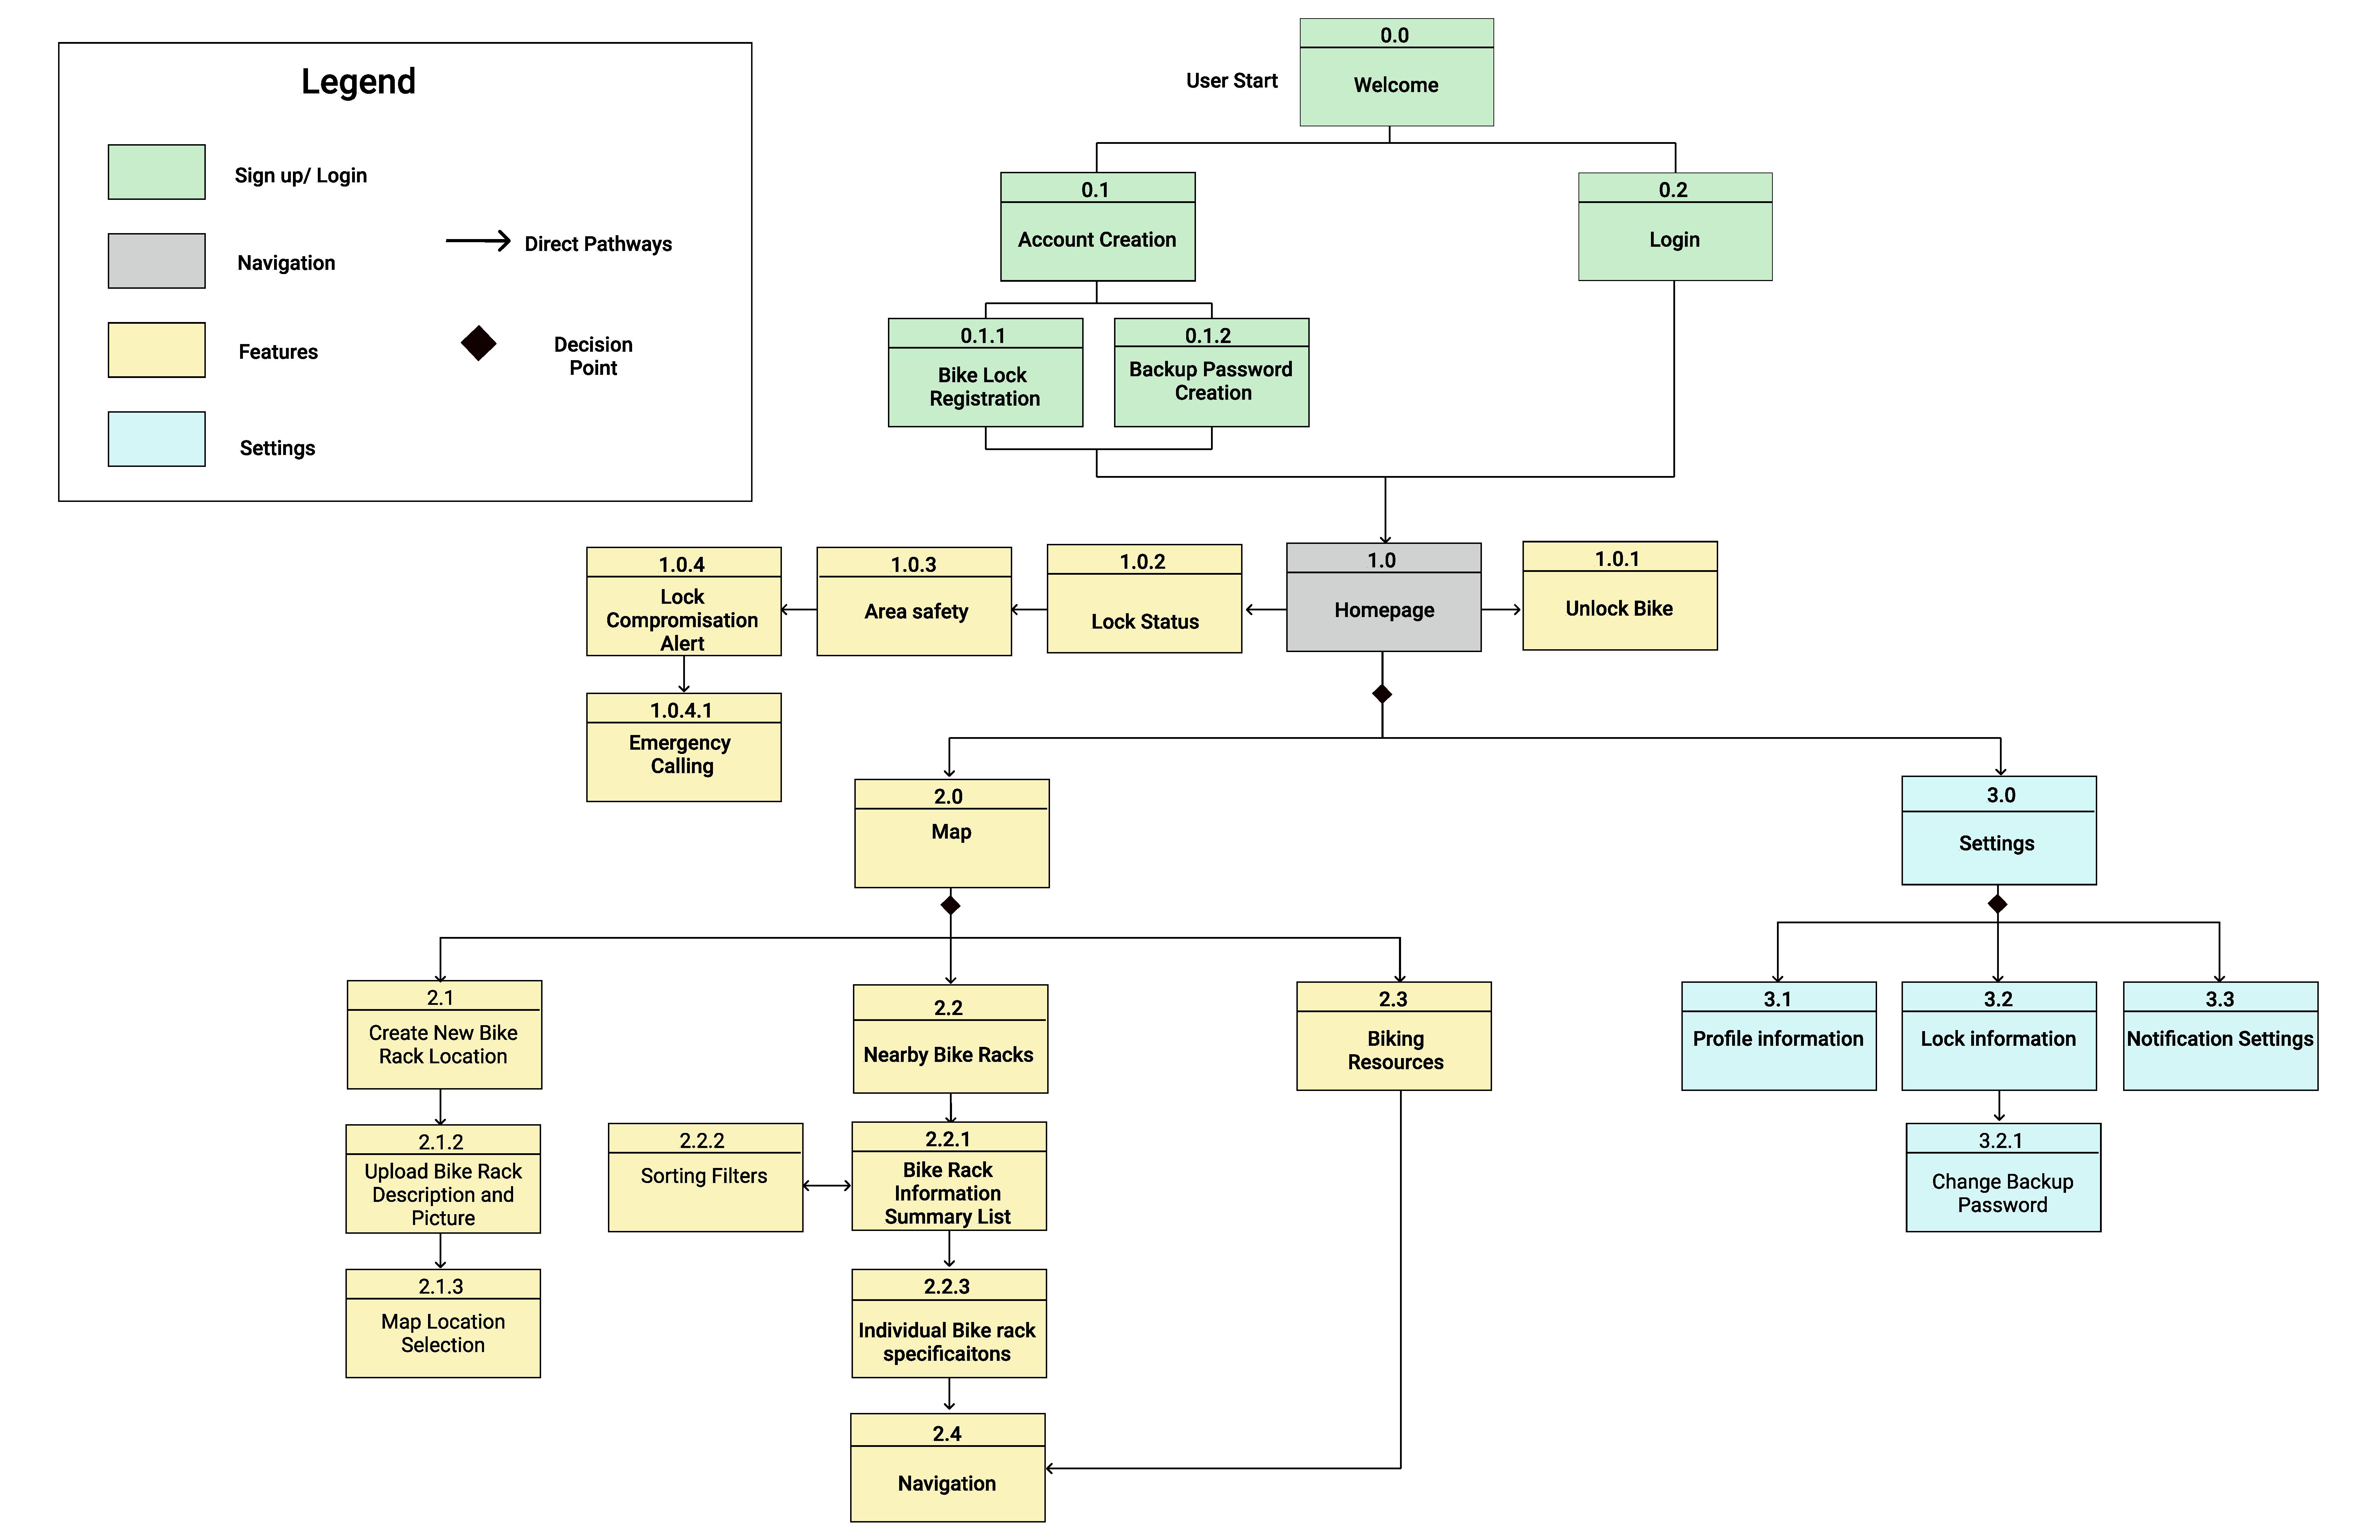 Legend
Sign up/ Login
Navigation
Features
Settings
Direct Pathways
Decision
Point
User Start
0.0
Welcome
0.1
Account Creation
0.2
Login
0.1.1
Bike Lock
Registration
0.1.2
Backup Password
Creation
1.0.4
Lock
Compromisation
Alert
1.0.3
Area safety
1.0.2
Lock Status
1.0
Homepage
1.0.1
Unlock Bike
1.0.4.1
Emergency
Calling
2.0
Map
3.0
Settings
2.1
Create New Bike
Rack Location
2.2
Nearby Bike Racks
2.3
Biking
Resources
3.1
Profile information
3.2
Lock information
3.3
Notification Settings
2.1.2
Upload Bike Rack
Description and
Picture
2.2.2
Sorting Filters
2.2.1
Bike Rack
Information
Summary List
3.2.1
Change Backup
Password
2.1.3
Map Location
Selection
2.2.3
Individual Bike rack
specificaitons
2.4
Navigation